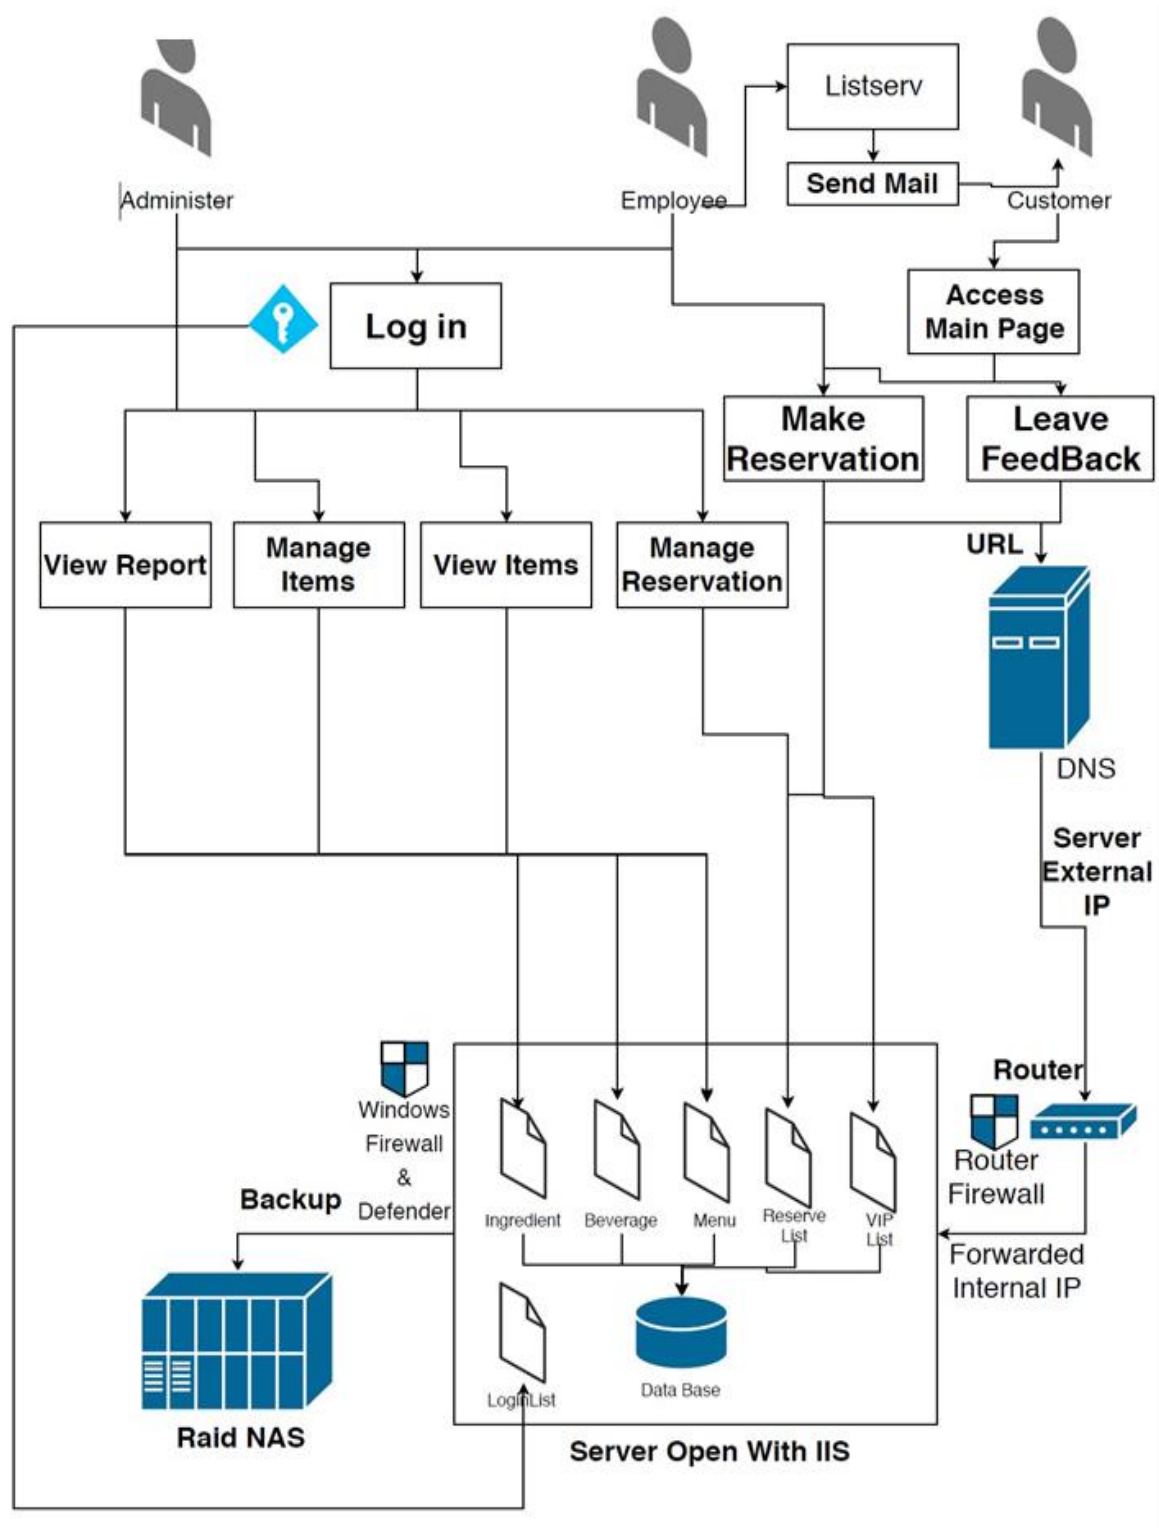 Listserv
Send Mail
Administer
Employee
Customer
Access
Main Page
Log in
Make
Reservation
Leave
FeedBack
View Report
Manage
Items
View Items
Manage
Reservation
URL
DNS
Server
External
IP
Router
Router
Firewall
Windows
Firewall
&
Defender
Backup
Ingredient
Beverage
Menu
Reserve
List
VIP
List
Forwarded
Internal IP
LoginList
Data Base
Raid NAS
Server Open With IIS